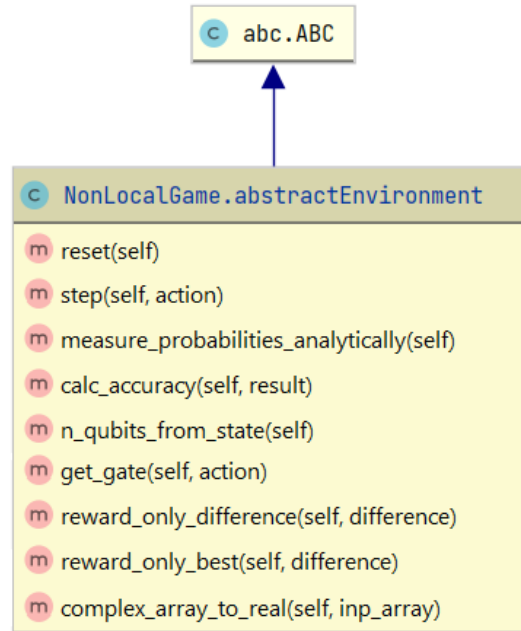 c abc.ABC
c NonLocalGame.abstractEnvironment
m reset(self)
m step(self, action)
m measure_probabilities_analytically(self)
m calc_accuracy(self, result)
m n_qubits_from_state(self)
m get_gate(self, action)
m reward_only_difference(self, difference)
m reward_only_best(self, difference)
m complex_array_to_real(self, inp_array)